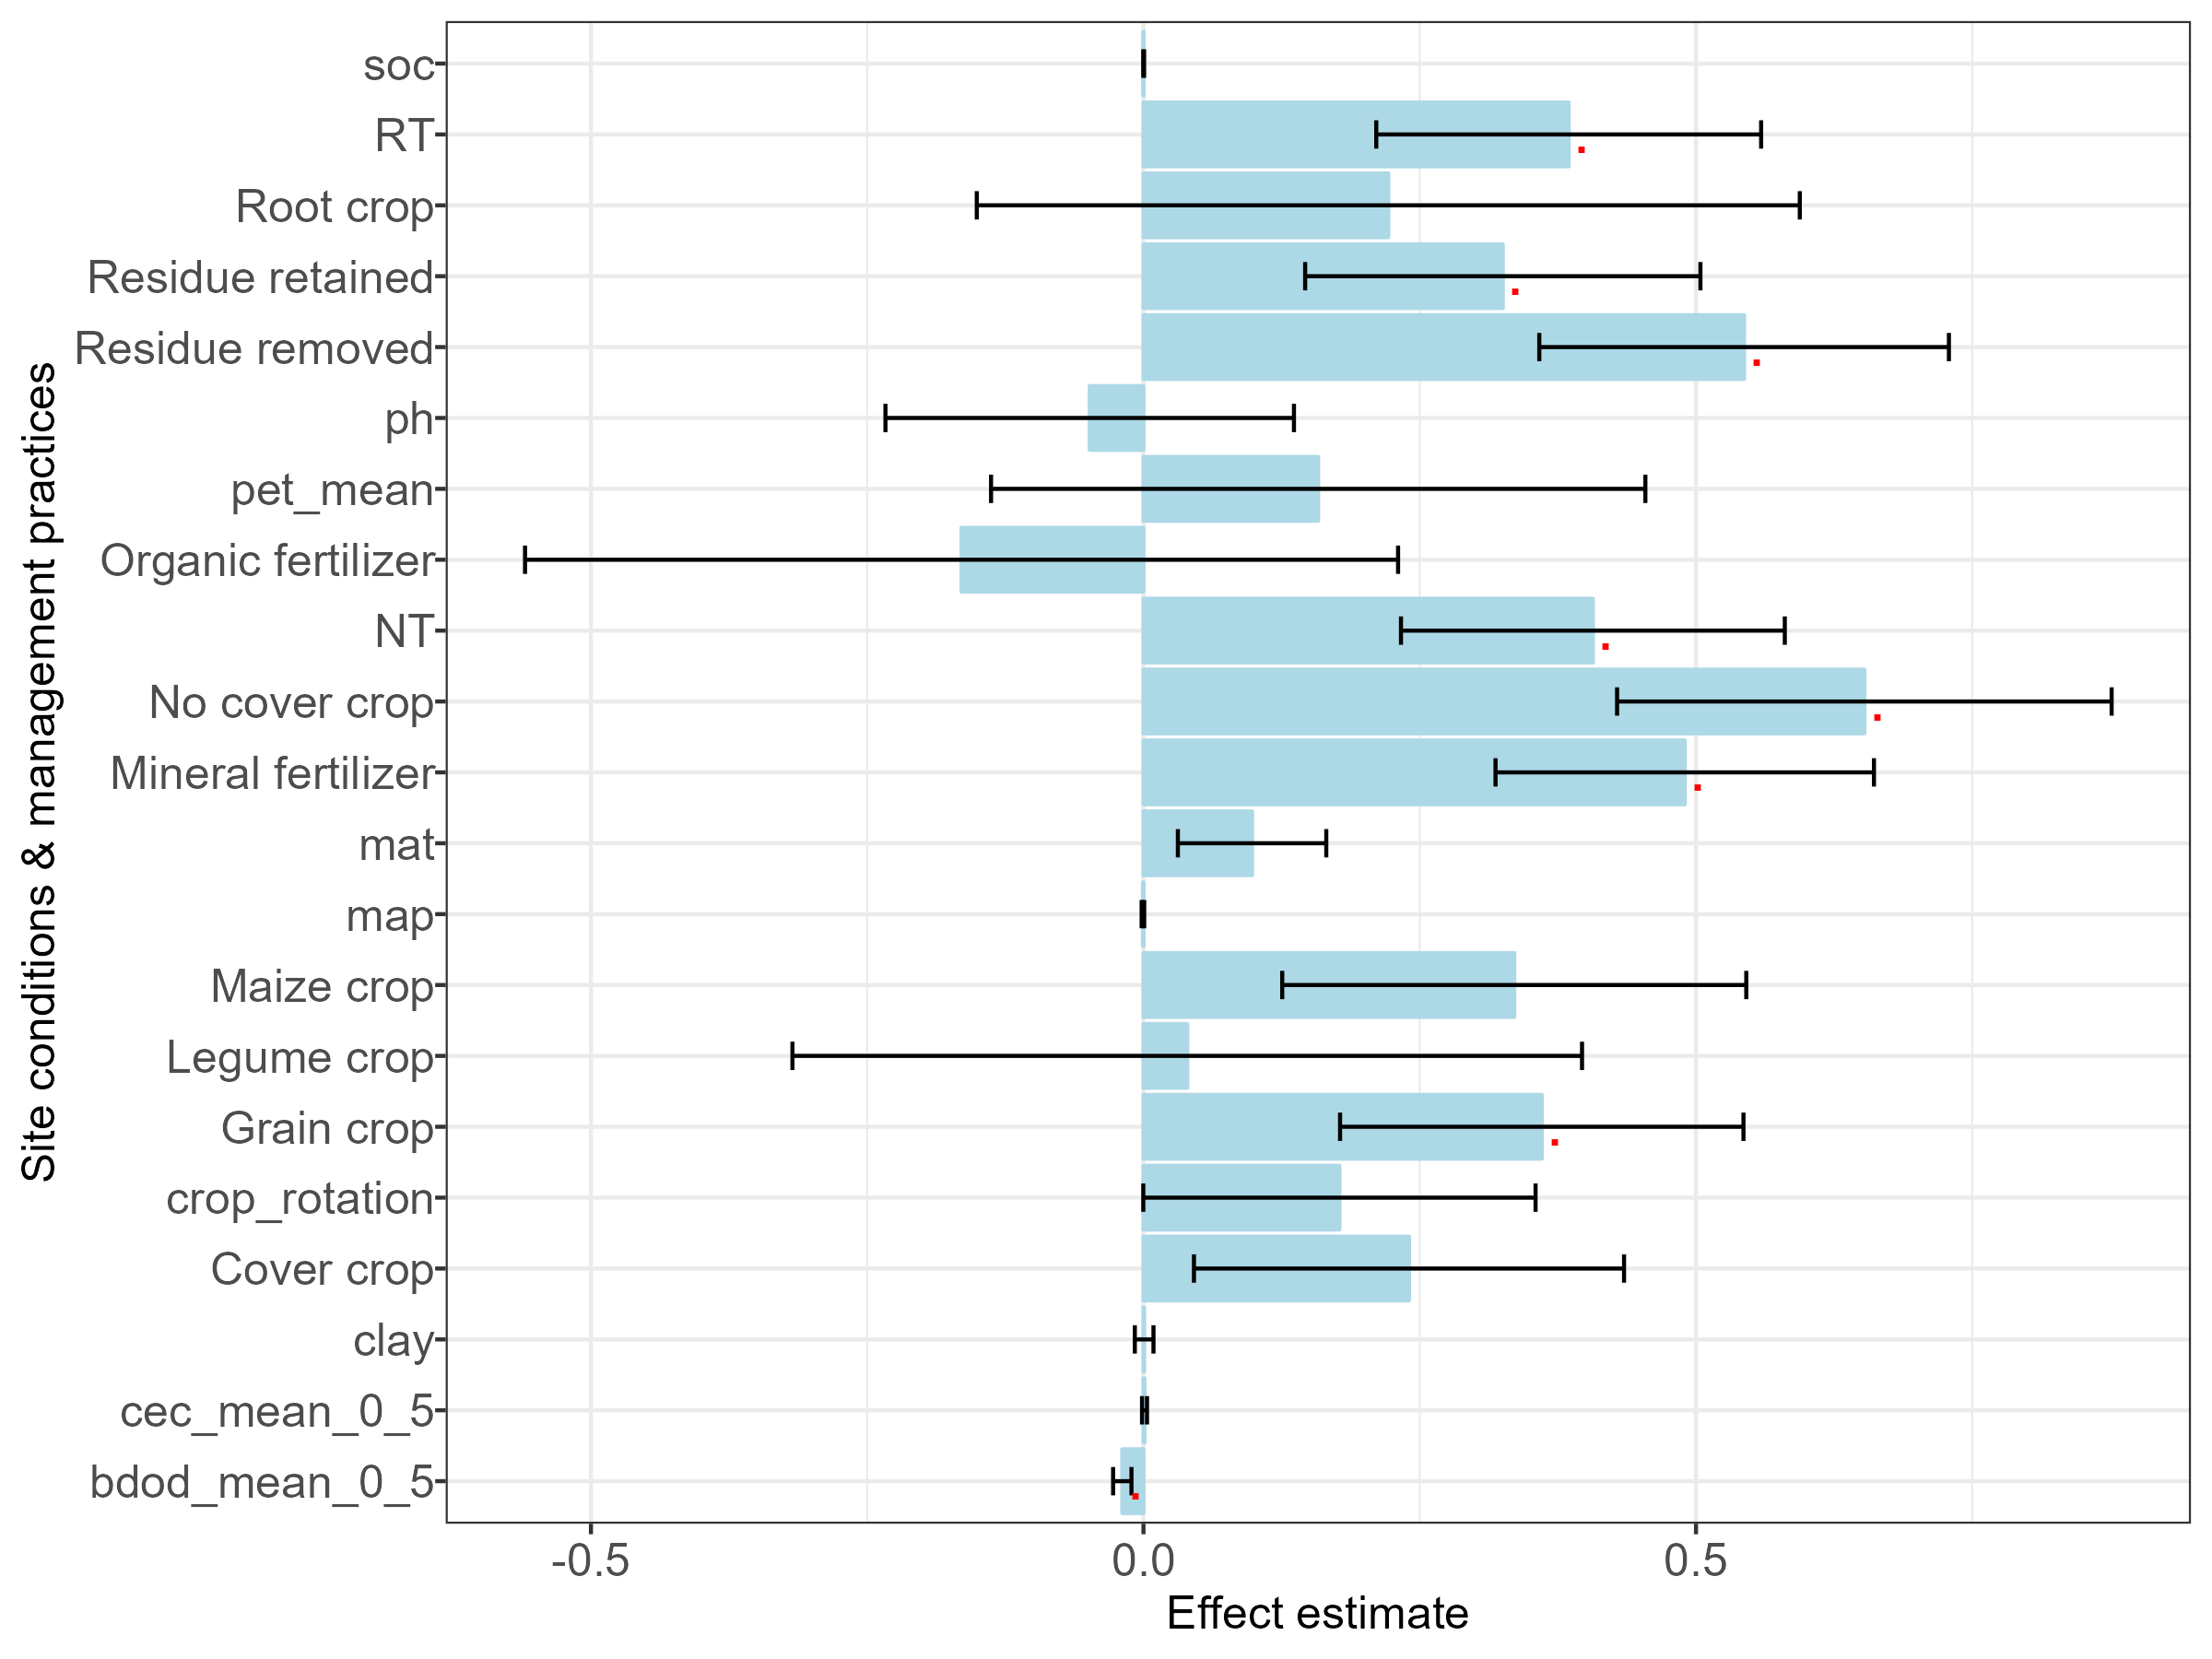 soc
RT
Root crop
Residue retained
Residue removed
ph
pet_mean
Organic fertilizer
NT
No cover crop
Mineral fertilizer
mat
map
Maize crop
Legume crop
Grain crop
crop_rotation
Cover crop
clay
cec_mean_0_5
bdod_mean_0_5
Site conditions & management practices
-0.5 0.0 0.5
Effect estimate